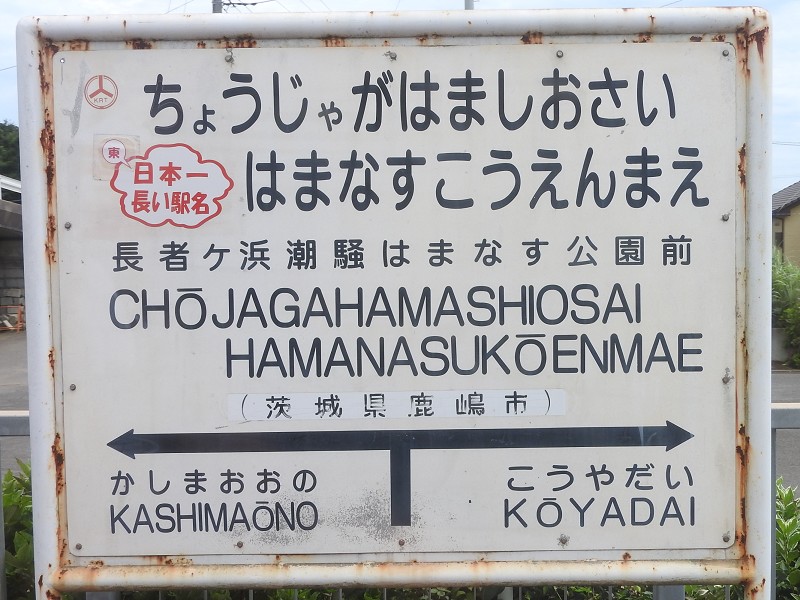 KRT
ちょうじゃがはましおさい
東
日本一
長い駅名
はまなすこうえんまえ
長者ヶ浜潮騒はまなす公園前
CHŌJAGAHAMASHIOSAI
HAMANASUKŌENMAE
(茨城県鹿嶋市)
かしまおおの
こうやだい
KASHIMAŌNO
KŌYADAI